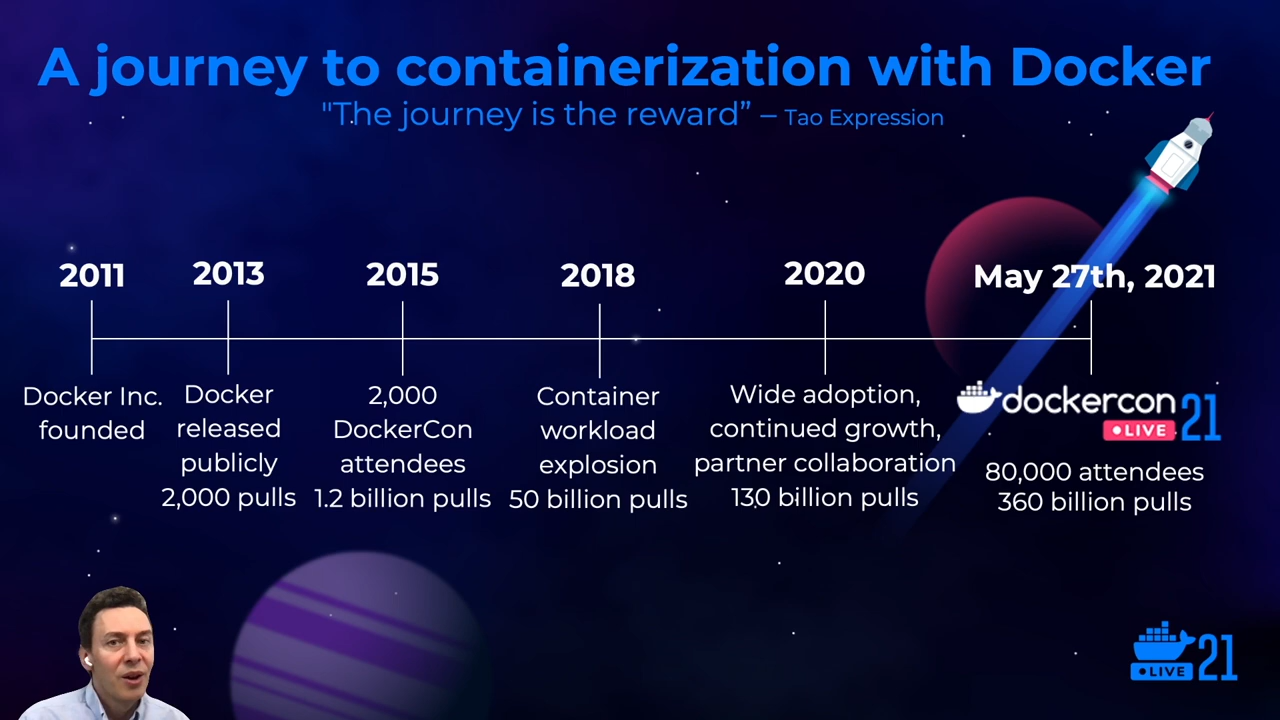 A journey to containerization with Docker
"The journey is the reward” – Tao Expression
2011
2013
2015
2018
2020
May 27th, 2021
Docker Inc.
founded
Docker
released
publicly
2,000 pulls
2,000
DockerCon
attendees
1.2 billion pulls
Container
workload
explosion
50 billion pulls
Wide adoption,
continued growth,
partner collaboration
130 billion pulls
dockercon
LIVE 21
80,000 attendees
360 billion pulls
LIVE 21